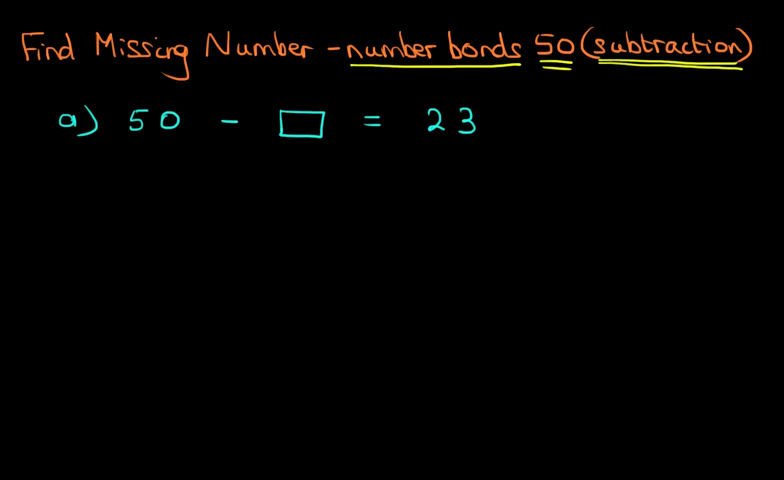 Find Missing Number - number bonds 50 (subtraction)
a) 50 - □ = 23